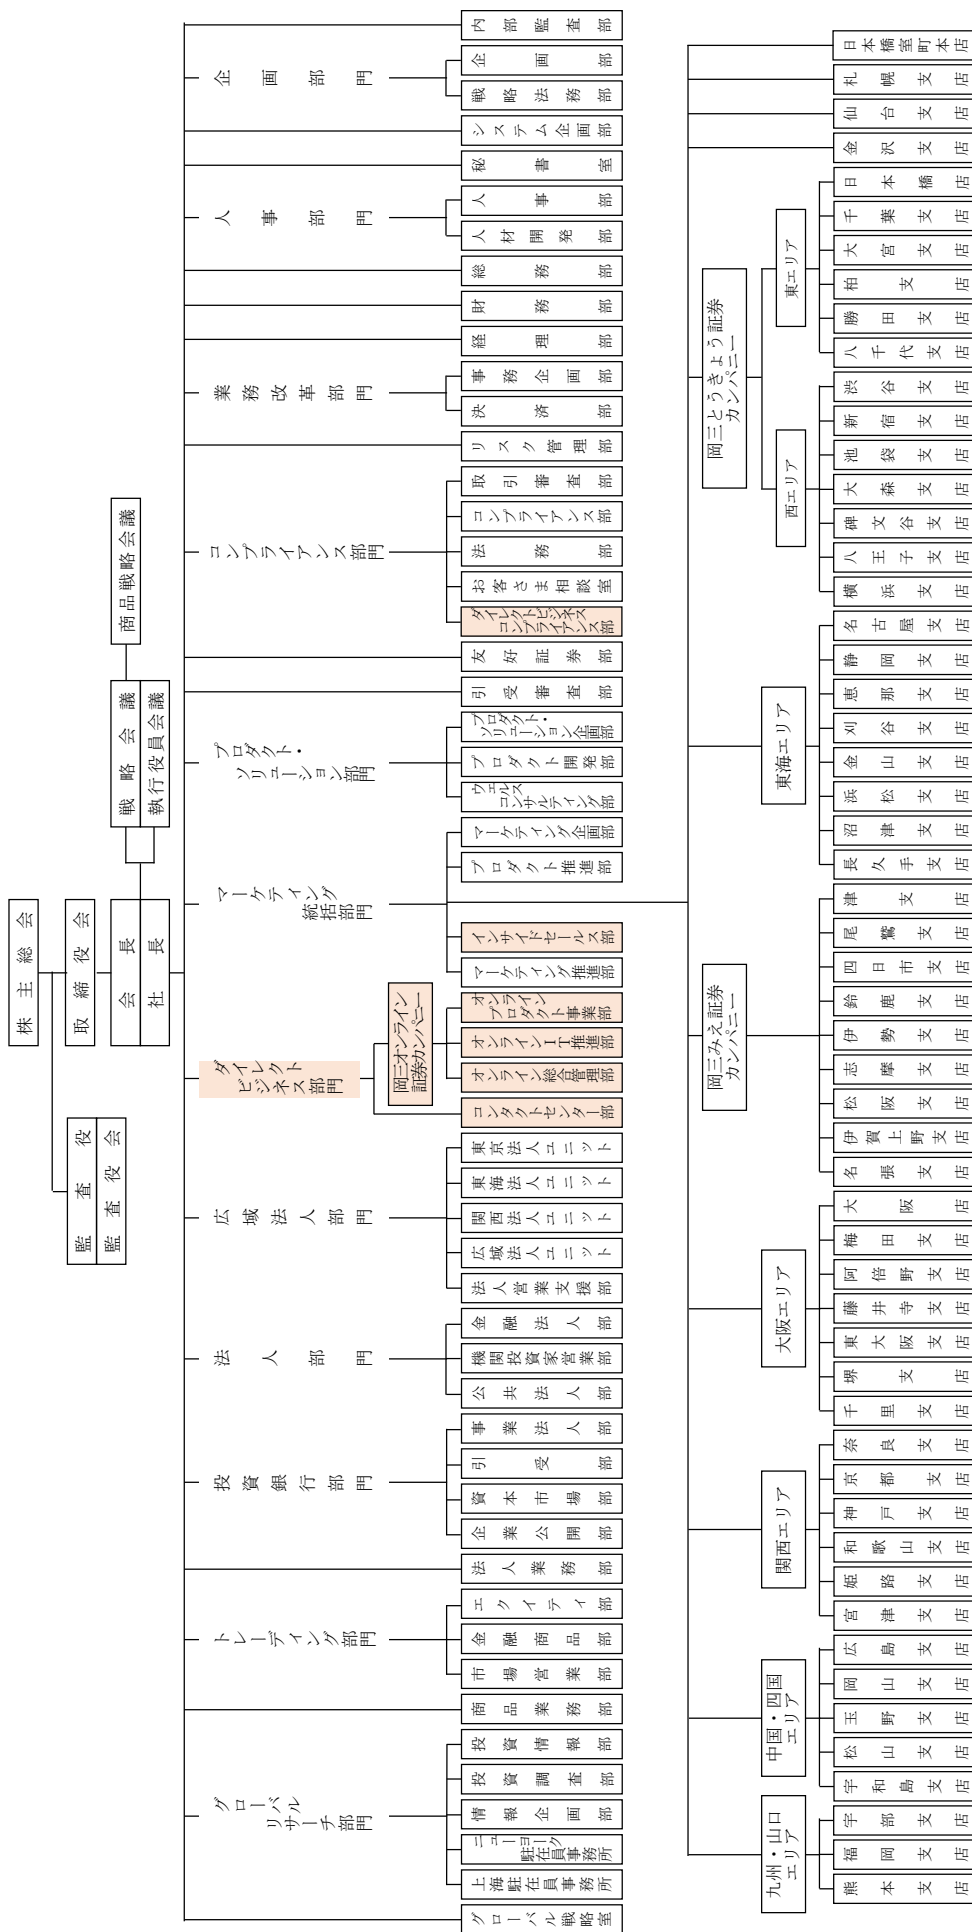 株主総会
取締役会
会長
社長
監査役
監査役会
戦略会議
執行役員会議
商品戦略会議
内部監査部
企画部門
企画部
戦略法務部
システム企画部
秘書室
人事部門
人事部
人材開発部
総務部
財務部
経理部
業務改革部門
事務企画部
決済部
リスク管理部
コンプライアンス部門
取引審査部
コンプライアンス部
法務部
お客さま相談室
ダイレクトビジネス
コンプライアンス部
友好証券部
引受審査部
プロダクト・
ソリューション部門
プロダクト・
ソリューション企画部
プロダクト開発部
ウェルス
コンサルティング部
マーケティング
統括部門
マーケティング企画部
プロダクト推進部
インサイドセールス部
マーケティング推進部
ダイレクト
ビジネス部門
岡三オンライン
証券カンパニー
オンライン
プロダクト事業部
オンラインIT推進部
オンライン総合管理部
コンタクトセンター部
広域法人部門
東京法人ユニット
東海法人ユニット
関西法人ユニット
広域法人ユニット
法人営業支援部
法人部門
金融法人部
機関投資家営業部
公共法人部
投資銀行部門
事業法人部
引受部
資本市場部
企業公開部
法人業務部
トレーディング部門
エクイティ部
金融商品部
市場営業部
商品業務部
グローバル
リサーチ部門
投資情報部
投資調査部
情報企画部
ニューヨーク
駐在員事務所
上海駐在員事務所
グローバル戦略室
日本橋室町本店
札幌支店
仙台支店
金沢支店
岡三とうきょう証券
カンパニー
東エリア
日本橋店
千葉支店
大宮支店
柏支店
勝田支店
八千代支店
西エリア
渋谷支店
新宿支店
池袋支店
大森支店
碑文谷支店
八王子支店
横浜支店
東海エリア
名古屋支店
静岡支店
恵那支店
刈谷支店
金山支店
浜松支店
沼津支店
長久手支店
岡三みえ証券
カンパニー
津支店
尾鷲支店
四日市支店
鈴鹿支店
伊勢支店
志摩支店
松阪支店
伊賀上野支店
名張支店
大阪エリア
大阪店
梅田支店
阿倍野支店
藤井寺支店
東大阪支店
堺支店
千里支店
関西エリア
奈良支店
京都支店
神戸支店
和歌山支店
姫路支店
宮津支店
中国・四国
エリア
広島支店
岡山支店
玉野支店
松山支店
宇和島支店
九州・山口
エリア
宇部支店
福岡支店
熊本支店